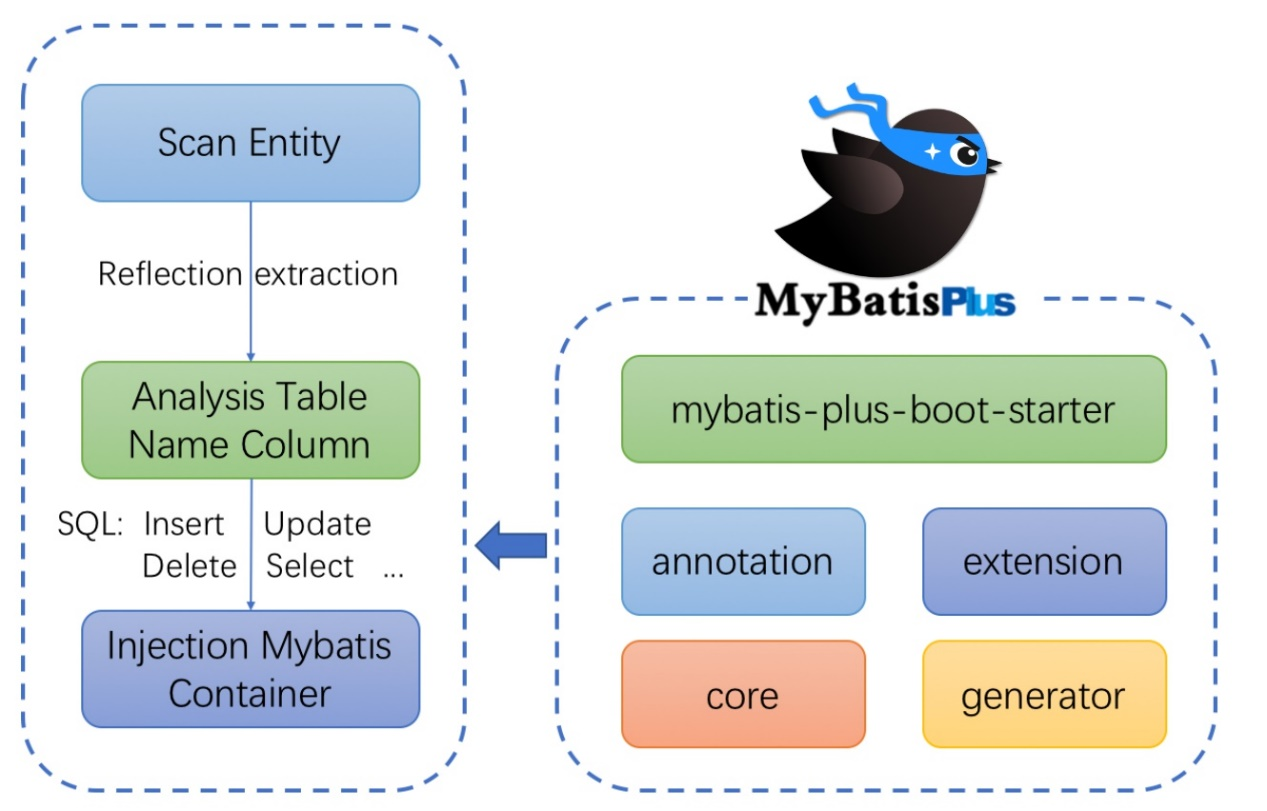 Scan Entity
Reflection extraction
Analysis Table
Name Column
SQL: Insert Update
Delete Select ...
Injection Mybatis
Container
MyBatisPlus
mybatis-plus-boot-starter
annotation
extension
core
generator